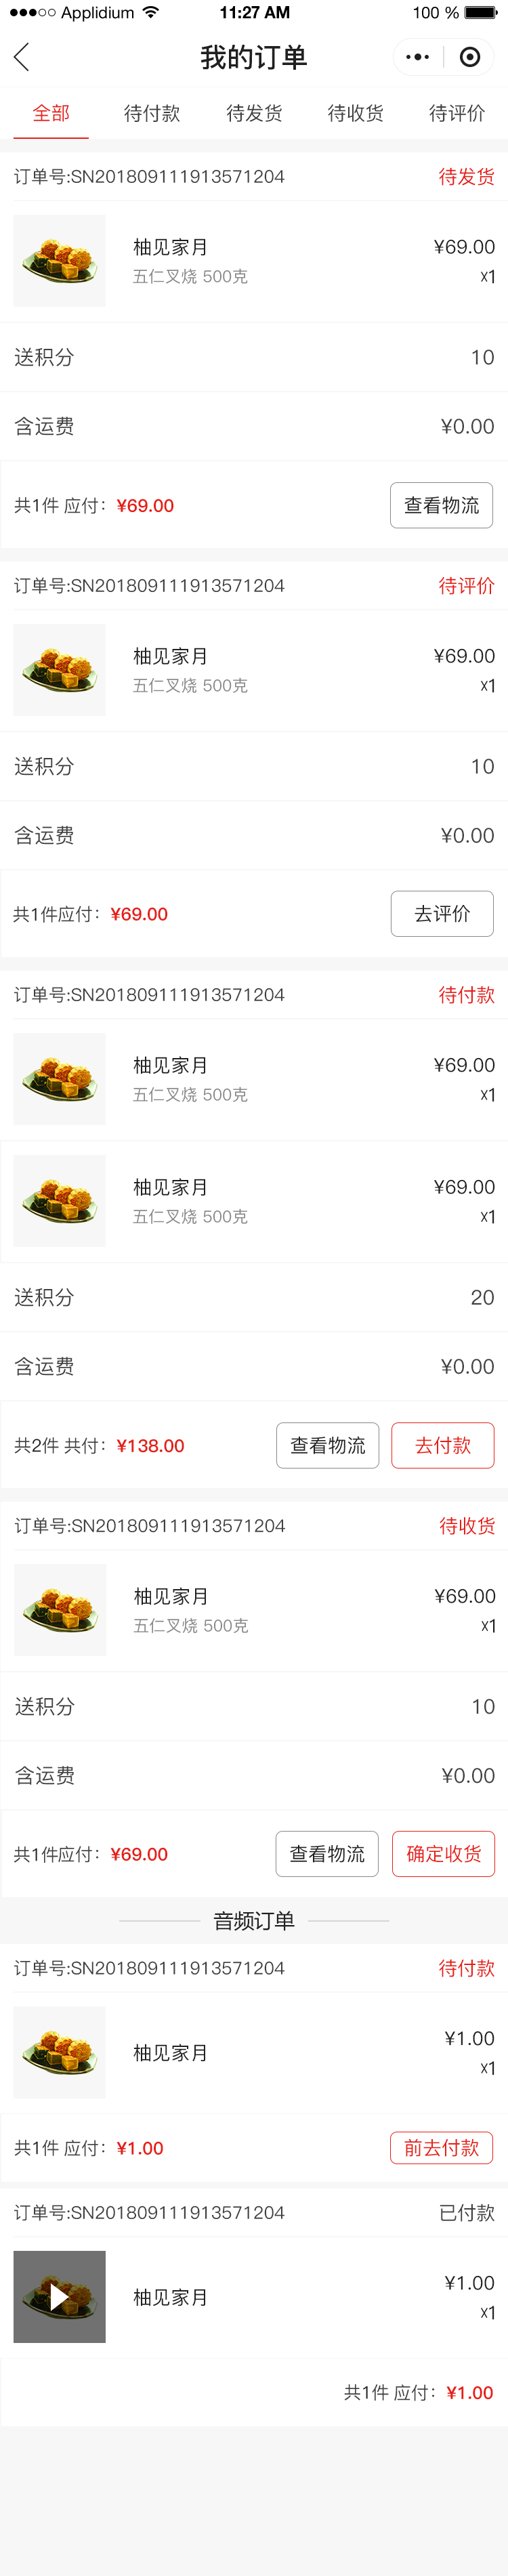 Applidium 11:27 AM 100 %
我的订单
全部 待付款 待发货 待收货 待评价
订单号:SN201809111913571204 待发货
柚见家月 ¥69.00
五仁叉烧 500克 x1
送积分 10
含运费 ¥0.00
共1件 应付：¥69.00 查看物流
订单号:SN201809111913571204 待评价
柚见家月 ¥69.00
五仁叉烧 500克 x1
送积分 10
含运费 ¥0.00
共1件应付：¥69.00 去评价
订单号:SN201809111913571204 待付款
柚见家月 ¥69.00
五仁叉烧 500克 x1
柚见家月 ¥69.00
五仁叉烧 500克 x1
送积分 20
含运费 ¥0.00
共2件 共付：¥138.00 查看物流 去付款
订单号:SN201809111913571204 待收货
柚见家月 ¥69.00
五仁叉烧 500克 x1
送积分 10
含运费 ¥0.00
共1件应付：¥69.00 查看物流 确定收货
音频订单
订单号:SN201809111913571204 待付款
柚见家月 ¥1.00
x1
共1件 应付：¥1.00 前去付款
订单号:SN201809111913571204 已付款
柚见家月 ¥1.00
x1
共1件 应付：¥1.00